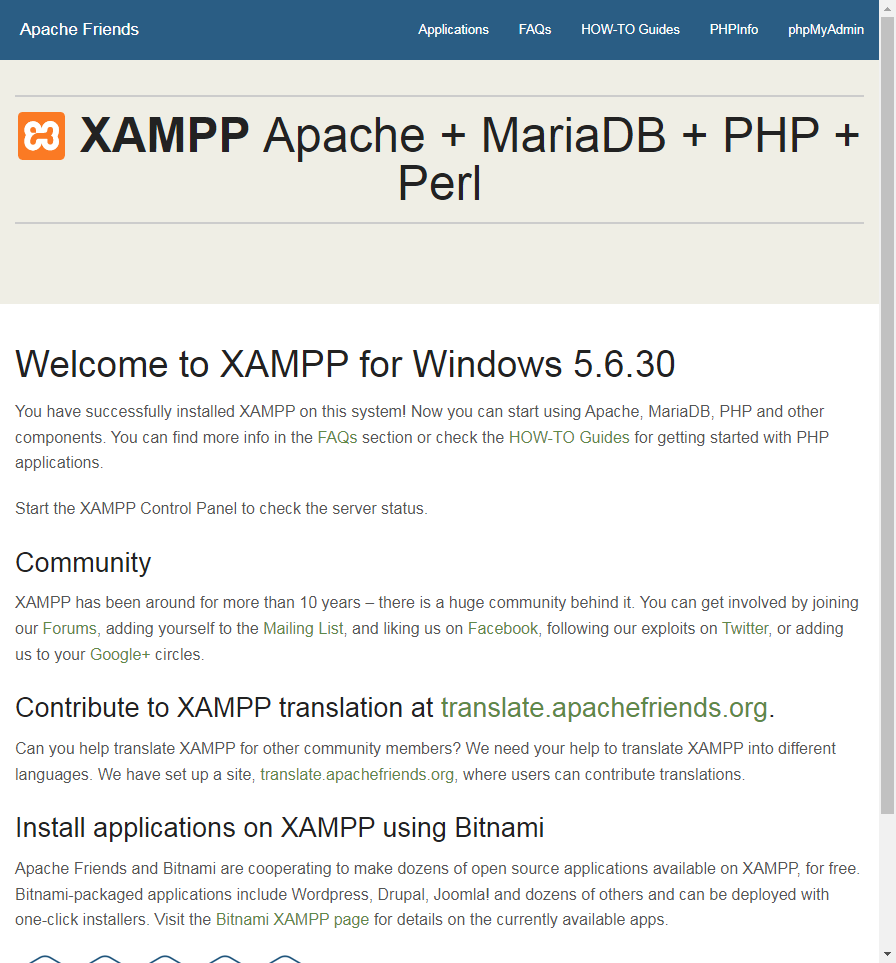 Apache Friends
Applications FAQs HOW-TO Guides PHPInfo phpMyAdmin
XAMPP Apache + MariaDB + PHP +
Perl
Welcome to XAMPP for Windows 5.6.30
You have successfully installed XAMPP on this system! Now you can start using Apache, MariaDB, PHP and other
components. You can find more info in the FAQs section or check the HOW-TO Guides for getting started with PHP
applications.
Start the XAMPP Control Panel to check the server status.
Community
XAMPP has been around for more than 10 years – there is a huge community behind it. You can get involved by joining
our Forums, adding yourself to the Mailing List, and liking us on Facebook, following our exploits on Twitter, or adding
us to your Google+ circles.
Contribute to XAMPP translation at translate.apachefriends.org.
Can you help translate XAMPP for other community members? We need your help to translate XAMPP into different
languages. We have set up a site, translate.apachefriends.org, where users can contribute translations.
Install applications on XAMPP using Bitnami
Apache Friends and Bitnami are cooperating to make dozens of open source applications available on XAMPP, for free.
Bitnami-packaged applications include Wordpress, Drupal, Joomla! and dozens of others and can be deployed with
one-click installers. Visit the Bitnami XAMPP page for details on the currently available apps.